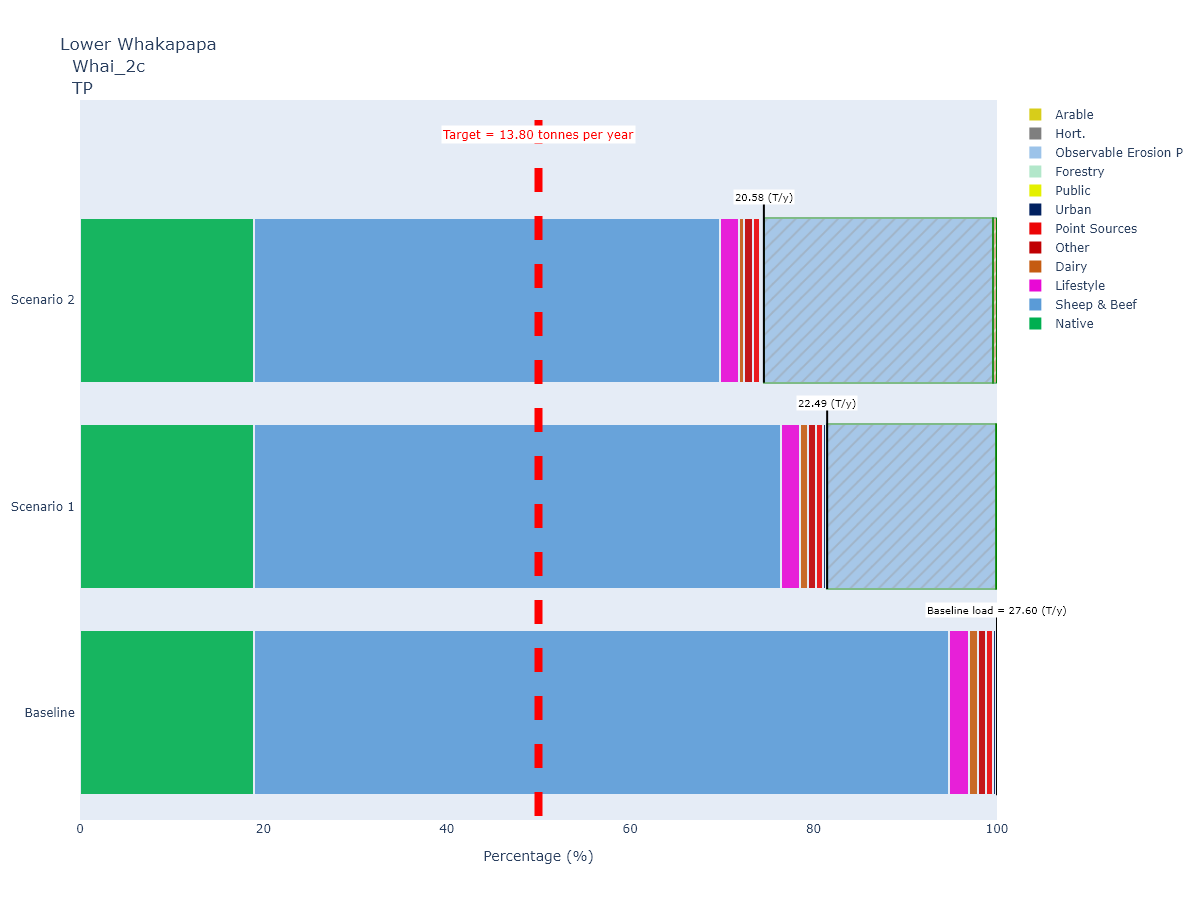 Lower Whakapapa
Whai_2c
TP
Target = 13.80 tonnes per year
20.58 (T/y)
Scenario 2
22.49 (T/y)
Scenario 1
Baseline load = 27.60 (T/y)
Baseline
0 20 40 60 80 100
Percentage (%)
Arable
Hort.
Observable Erosion P
Forestry
Public
Urban
Point Sources
Other
Dairy
Lifestyle
Sheep & Beef
Native